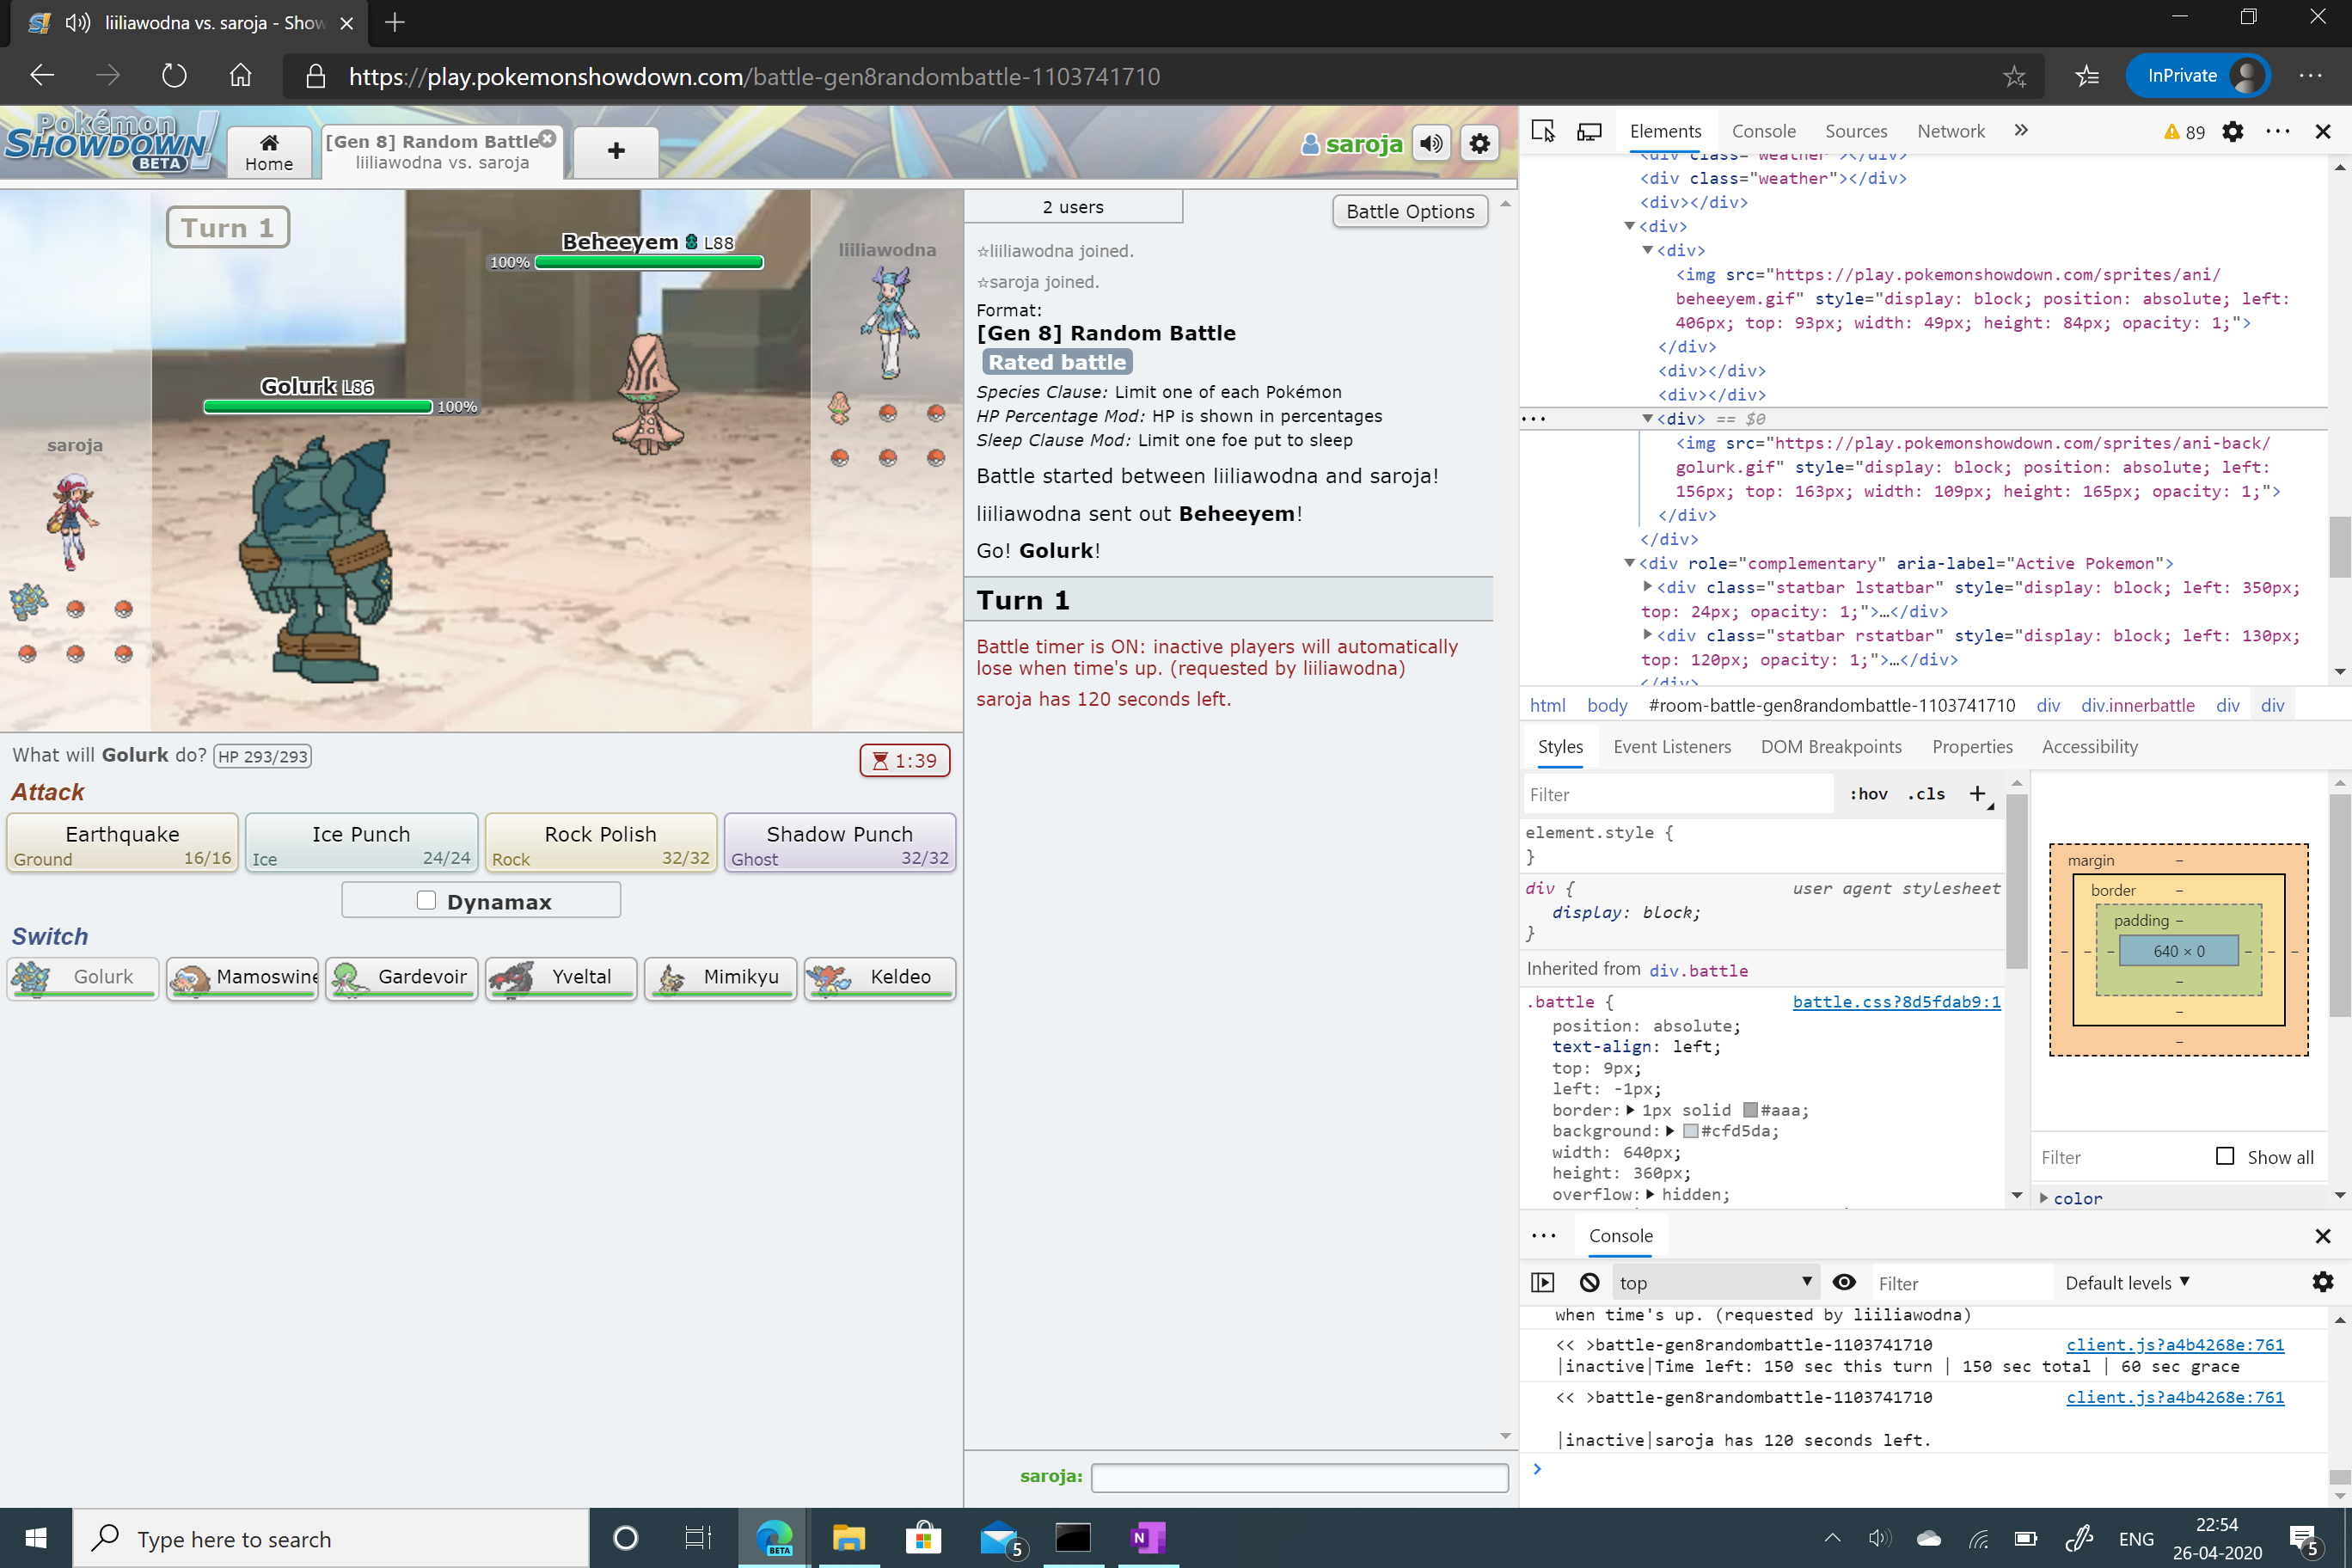 liiliawodna vs. saroja - Show
https://play.pokemonshowdown.com/battle-gen8randombattle-1103741710
InPrivate
Pokémon
SHOWDOWN!
BETA
Home
[Gen 8] Random Battle
liiliawodna vs. saroja
+
saroja
Turn 1
Beheeyem L88
100%
liiliawodna
Golurk L86
100%
saroja
What will Golurk do? HP 293/293
1:39
Attack
Earthquake
Ground 16/16
Ice Punch
Ice 24/24
Rock Polish
Rock 32/32
Shadow Punch
Ghost 32/32
Dynamax
Switch
Golurk
Mamoswine
Gardevoir
Yveltal
Mimikyu
Keldeo
2 users
Battle Options
☆liiliawodna joined.
☆saroja joined.
Format:
[Gen 8] Random Battle
Rated battle
Species Clause: Limit one of each Pokémon
HP Percentage Mod: HP is shown in percentages
Sleep Clause Mod: Limit one foe put to sleep
Battle started between liiliawodna and saroja!
liiliawodna sent out Beheeyem!
Go! Golurk!
Turn 1
Battle timer is ON: inactive players will automatically
lose when time's up. (requested by liiliawodna)
saroja has 120 seconds left.
saroja:
Elements Console Sources Network » 89
<div class="weather"></div>
<div class="weather"></div>
<div></div>
<div>
<div>
<img src="https://play.pokemonshowdown.com/sprites/ani/
beheeyem.gif" style="display: block; position: absolute; left:
406px; top: 93px; width: 49px; height: 84px; opacity: 1;">
</div>
<div></div>
<div></div>
<div> == $0
<img src="https://play.pokemonshowdown.com/sprites/ani-back/
golurk.gif" style="display: block; position: absolute; left:
156px; top: 163px; width: 109px; height: 165px; opacity: 1;">
</div>
</div>
<div role="complementary" aria-label="Active Pokemon">
<div class="statbar lstatbar" style="display: block; left: 350px;
top: 24px; opacity: 1;">…</div>
<div class="statbar rstatbar" style="display: block; left: 130px;
top: 120px; opacity: 1;">…</div>
</div>
html body #room-battle-gen8randombattle-1103741710 div div.innerbattle div div
Styles Event Listeners DOM Breakpoints Properties Accessibility
Filter :hov .cls +
element.style {
}
div { user agent stylesheet
display: block;
}
Inherited from div.battle
.battle { battle.css?8d5fdab9:1
position: absolute;
text-align: left;
top: 9px;
left: -1px;
border: 1px solid #aaa;
background: #cfd5da;
width: 640px;
height: 360px;
overflow: hidden;
margin –
border –
padding –
– – – 640 × 0 – – –
–
–
–
Filter Show all
color
Console
top Filter Default levels
when time's up. (requested by liiliawodna)
<< >battle-gen8randombattle-1103741710 client.js?a4b4268e:761
|inactive|Time left: 150 sec this turn | 150 sec total | 60 sec grace
<< >battle-gen8randombattle-1103741710 client.js?a4b4268e:761
|inactive|saroja has 120 seconds left.
Type here to search
BETA
5
N
ENG
22:54
26-04-2020
5